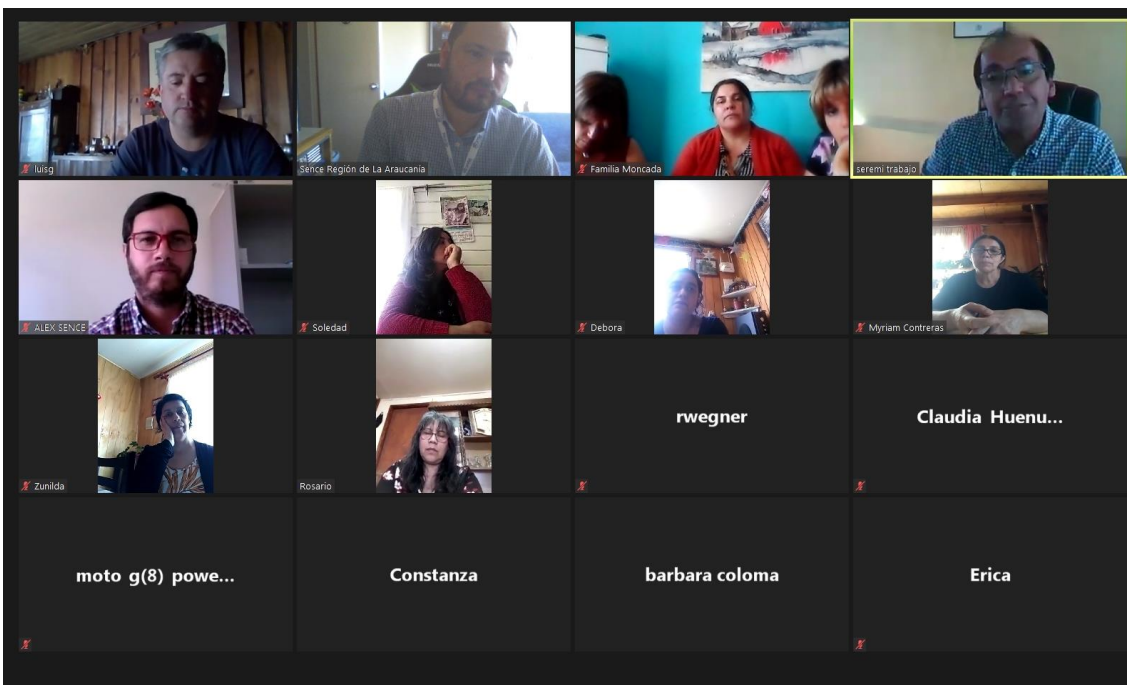 luisg
Sence Región de La Araucanía
Familia Moncada
seremi trabajo
ALEX SENCE
Soledad
Debora
Myriam Contreras
Zunilda
Rosario
rwegner
Claudia Huenu...
moto g(8) powe...
Constanza
barbara coloma
Erica